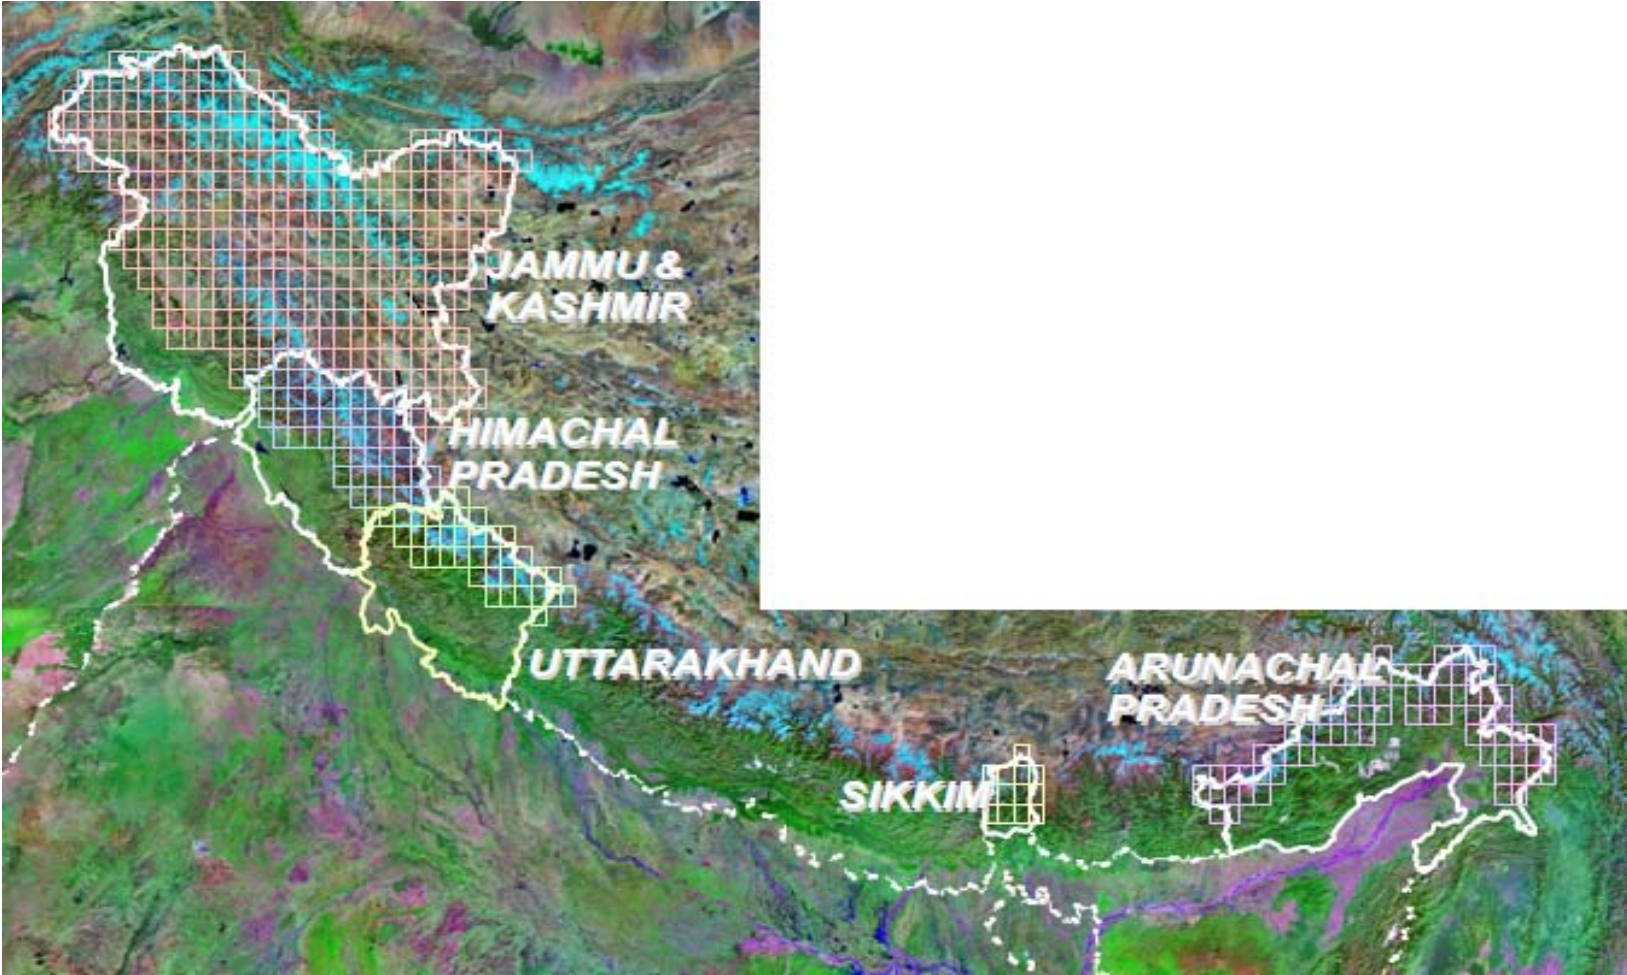 JAMMU &
KASHMIR
HIMACHAL
PRADESH
UTTARAKHAND
ARUNACHAL
PRADESH
SIKKIM